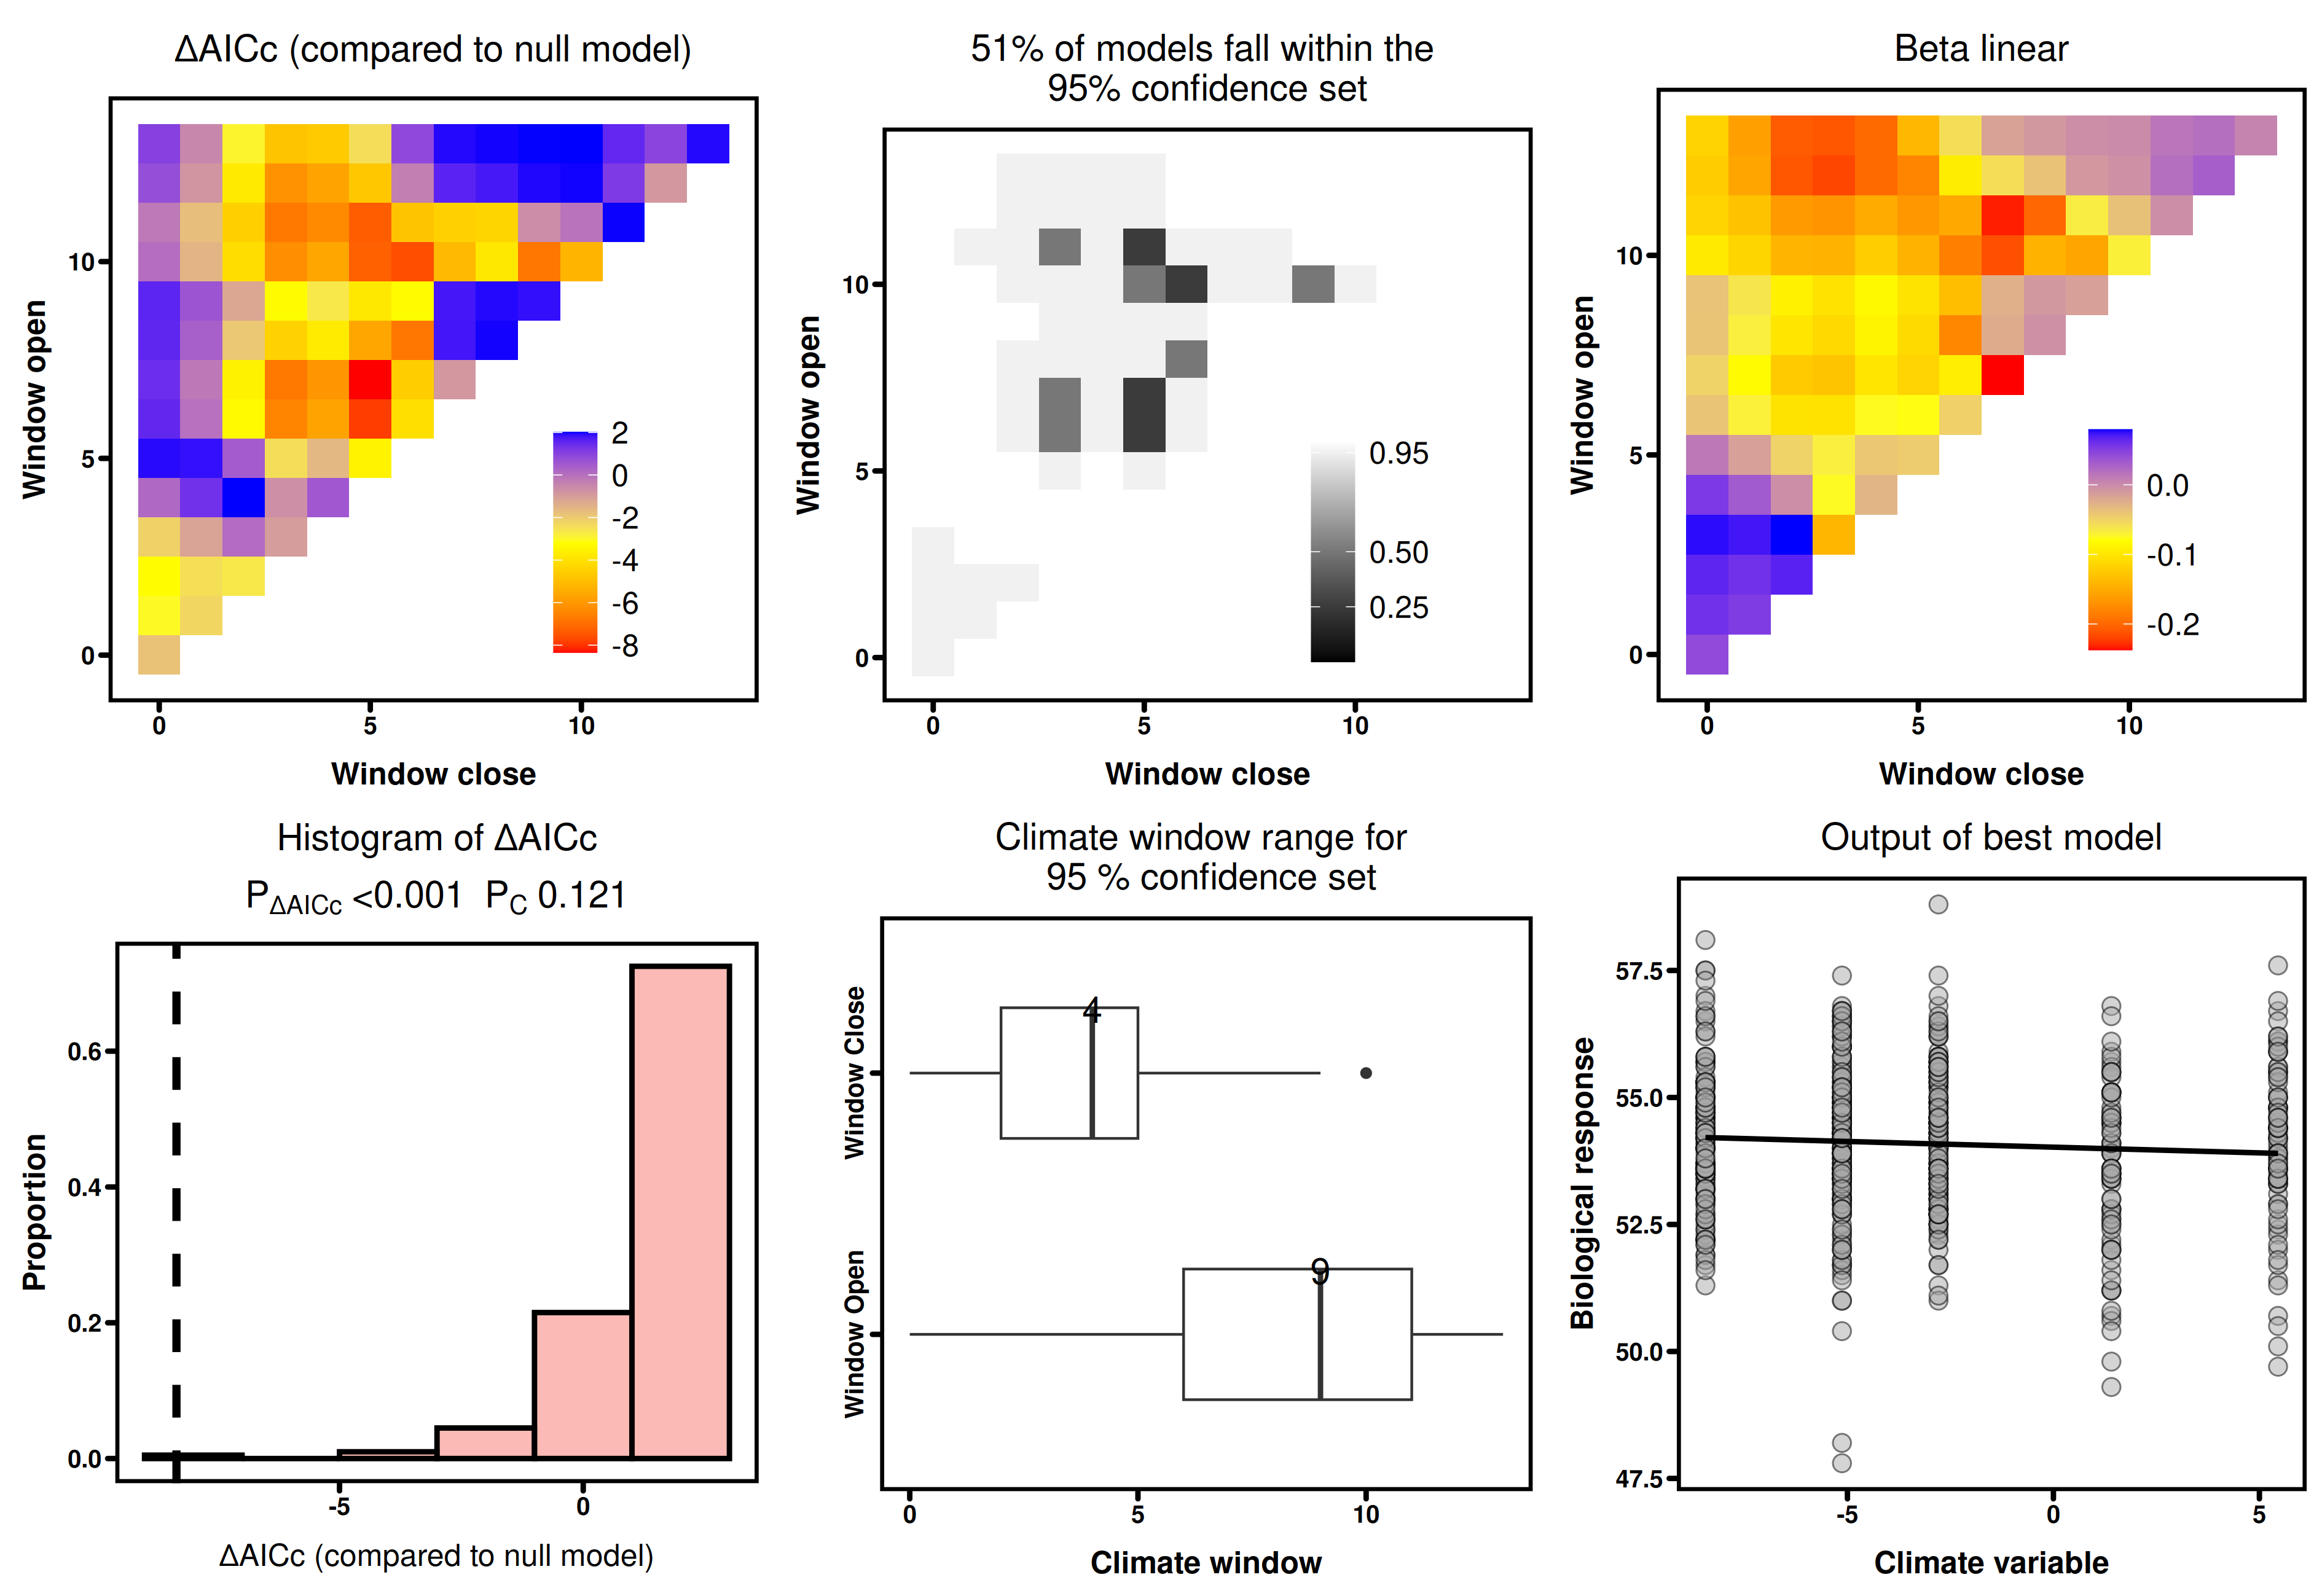 ΔAICc (compared to null model)
Window open
10
5
0
2
0
-2
-4
-6
-8
0
5
10
Window close
51% of models fall within the
95% confidence set
Window open
10
5
0
0.95
0.50
0.25
0
5
10
Window close
Beta linear
Window open
10
5
0
0.0
-0.1
-0.2
0
5
10
Window close
Histogram of ΔAICc
PΔAICc <0.001 PC 0.121
Proportion
0.6
0.4
0.2
0.0
-5
0
ΔAICc (compared to null model)
Climate window range for
95 % confidence set
Window Close
4
Window Open
9
0
5
10
Climate window
Output of best model
Biological response
57.5
55.0
52.5
50.0
47.5
-5
0
5
Climate variable